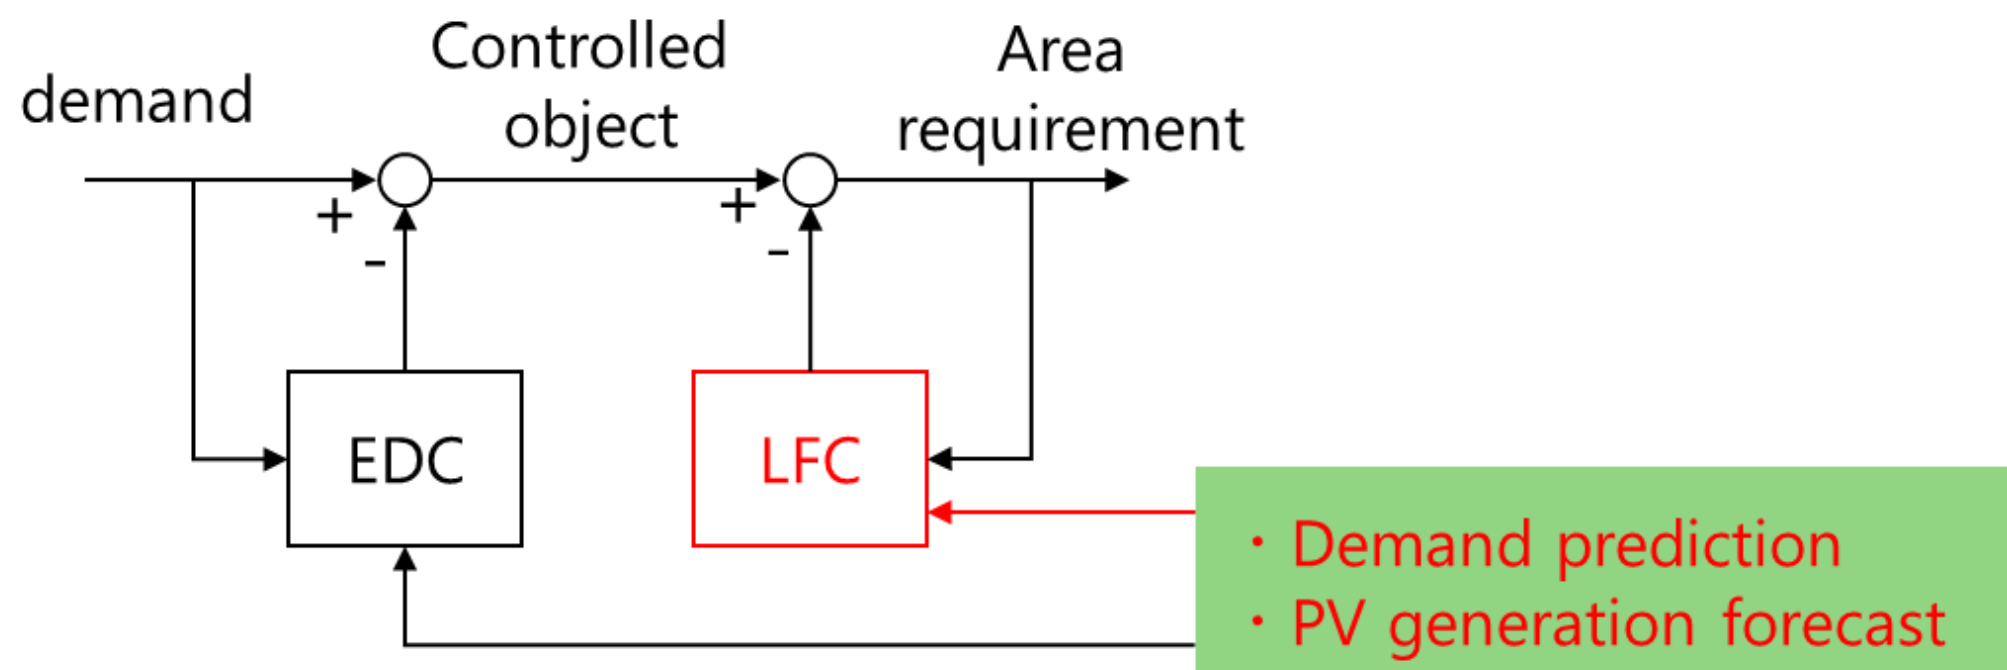 demand
Controlled
object
Area
requirement
+
-
+
-
EDC
LFC
・Demand prediction
・PV generation forecast